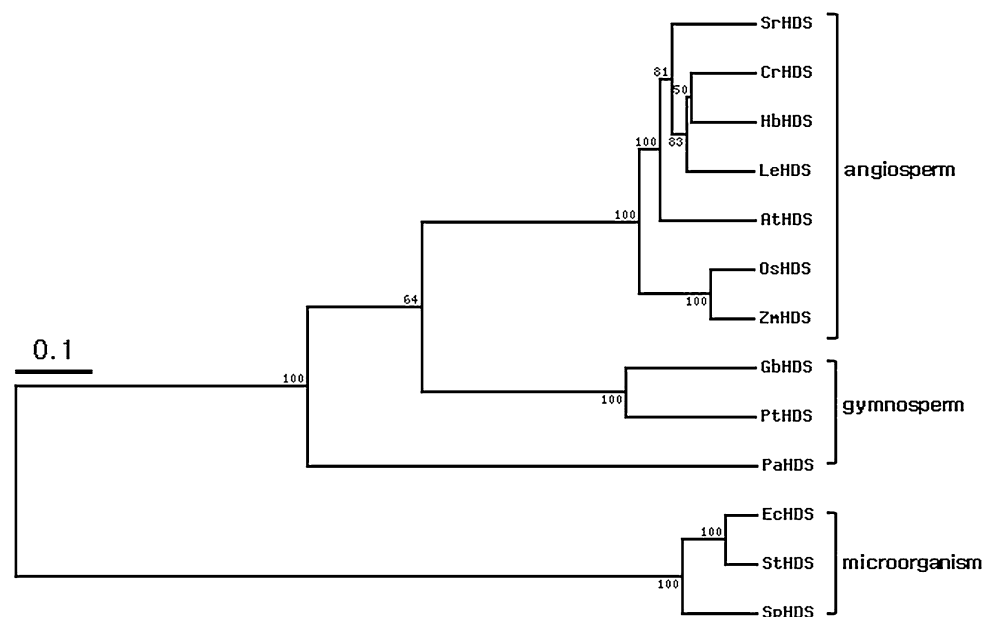 SrHDS
81
CrHDS
50
HbHDS
100
83
LeHDS
angiosperm
100
AtHDS
OsHDS
64
100
ZmHDS
0.1
GbHDS
100
100
PtHDS
gymnosperm
PaHDS
EcHDS
100
StHDS
microorganism
100
SpHDS